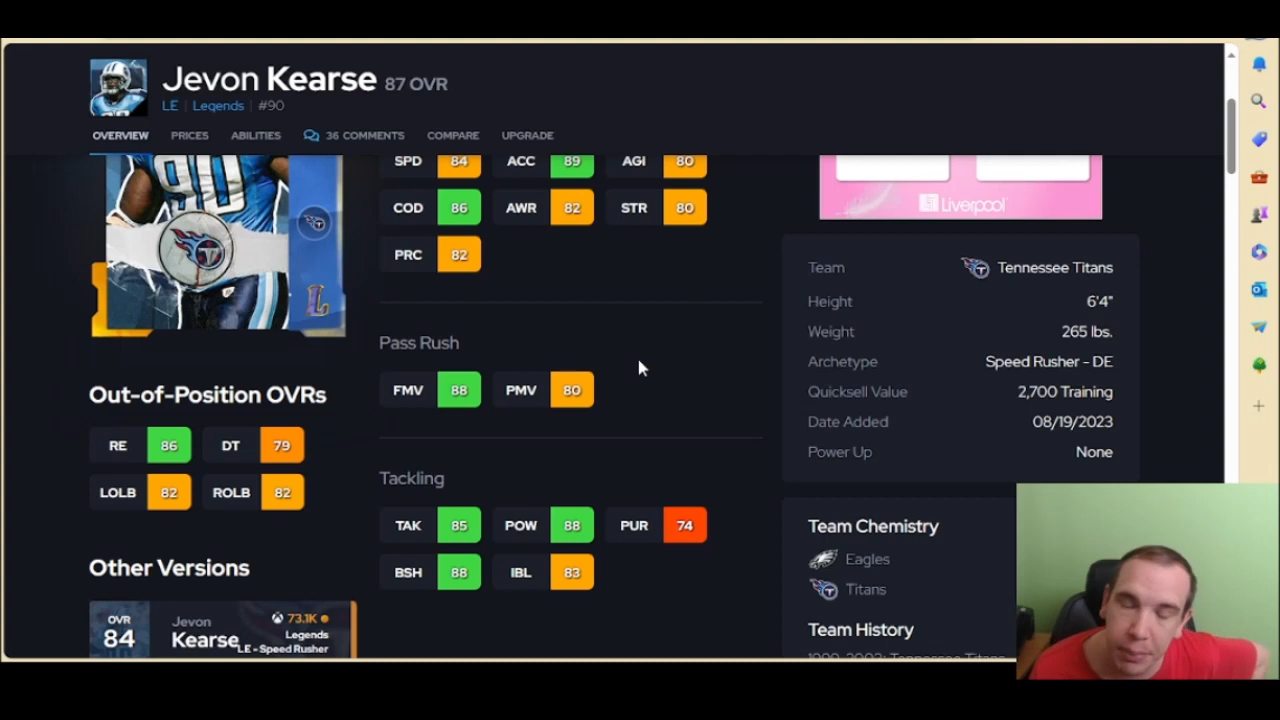 Jevon Kearse 87 OVR
LE | Legends | #90
OVERVIEW PRICES ABILITIES 36 COMMENTS COMPARE UPGRADE
90
L
SPD 84 ACC 89 AGI 80
COD 86 AWR 82 STR 80
PRC 82
Pass Rush
FMV 88 PMV 80
Tackling
TAK 85 POW 88 PUR 74
BSH 88 IBL 83
Out-of-Position OVRs
RE 86 DT 79
LOLB 82 ROLB 82
Other Versions
OVR 84
Jevon Kearse
73.1K
Legends
LE - Speed Rusher
Liverpool
Team Tennessee Titans
Height 6'4"
Weight 265 lbs.
Archetype Speed Rusher - DE
Quicksell Value 2,700 Training
Date Added 08/19/2023
Power Up None
Team Chemistry
Eagles
Titans
Team History
1999-2003: Tennessee Titans